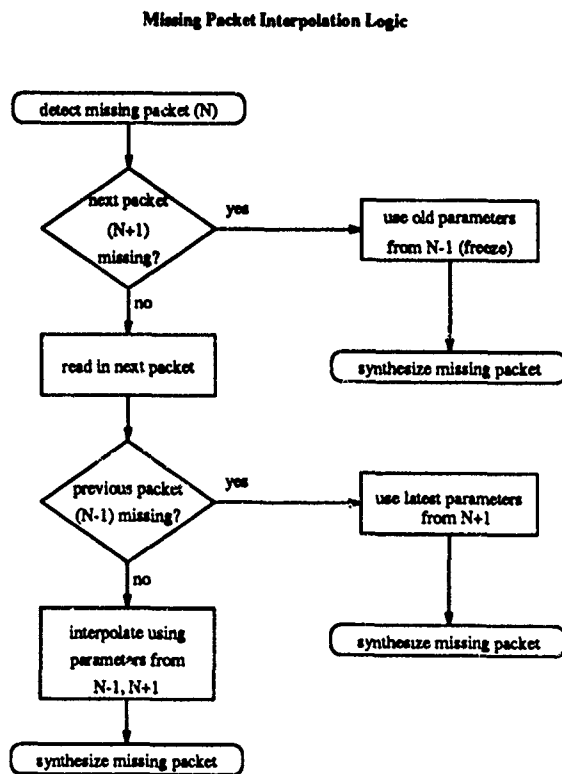 Missing Packet Interpolation Logic
detect missing packet (N)
next packet
(N+1)
missing?
yes
use old parameters
from N-1 (freeze)
synthesize missing packet
no
read in next packet
previous packet
(N-1) missing?
yes
use latest parameters
from N+1
synthesize missing packet
no
interpolate using
parameters from
N-1, N+1
synthesize missing packet